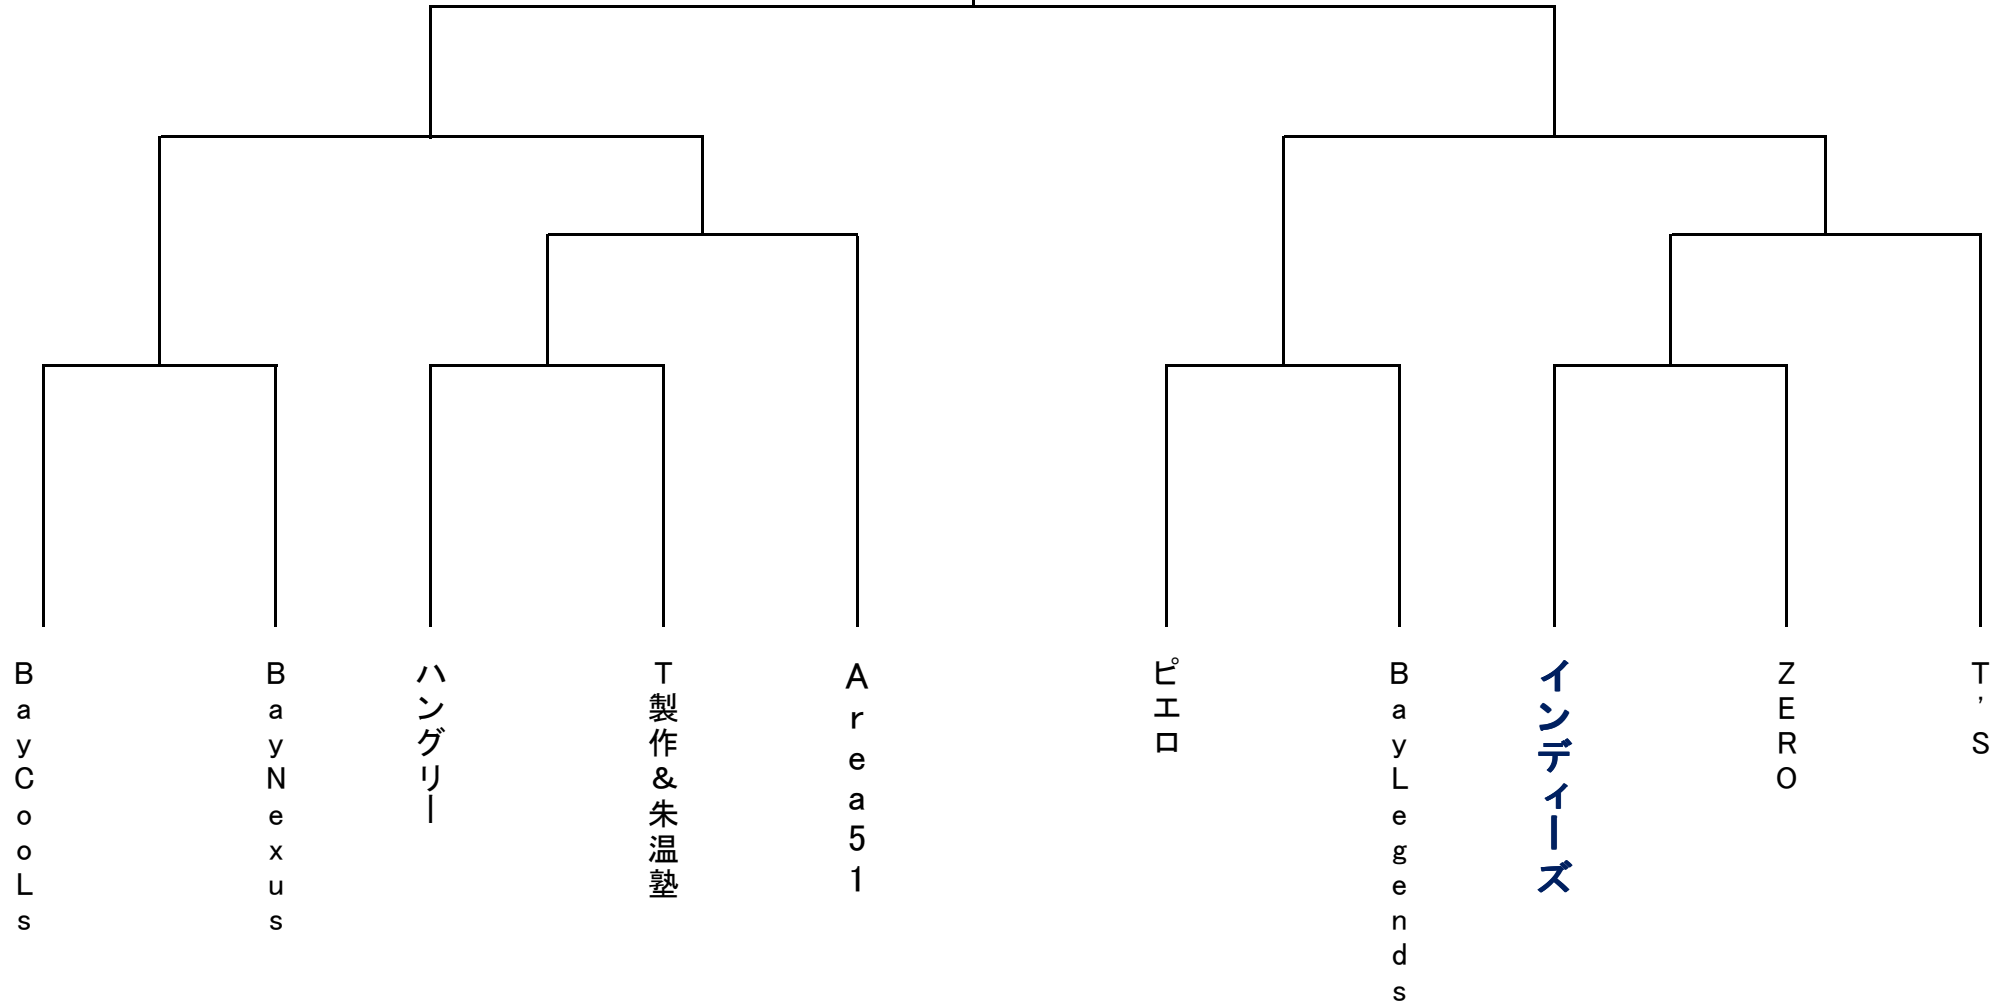 BayCooLs
BayNexus
ハングリー
T製作&朱温塾
Area51
ピエロ
BayLegends
インディーズ
ZERO
T'S